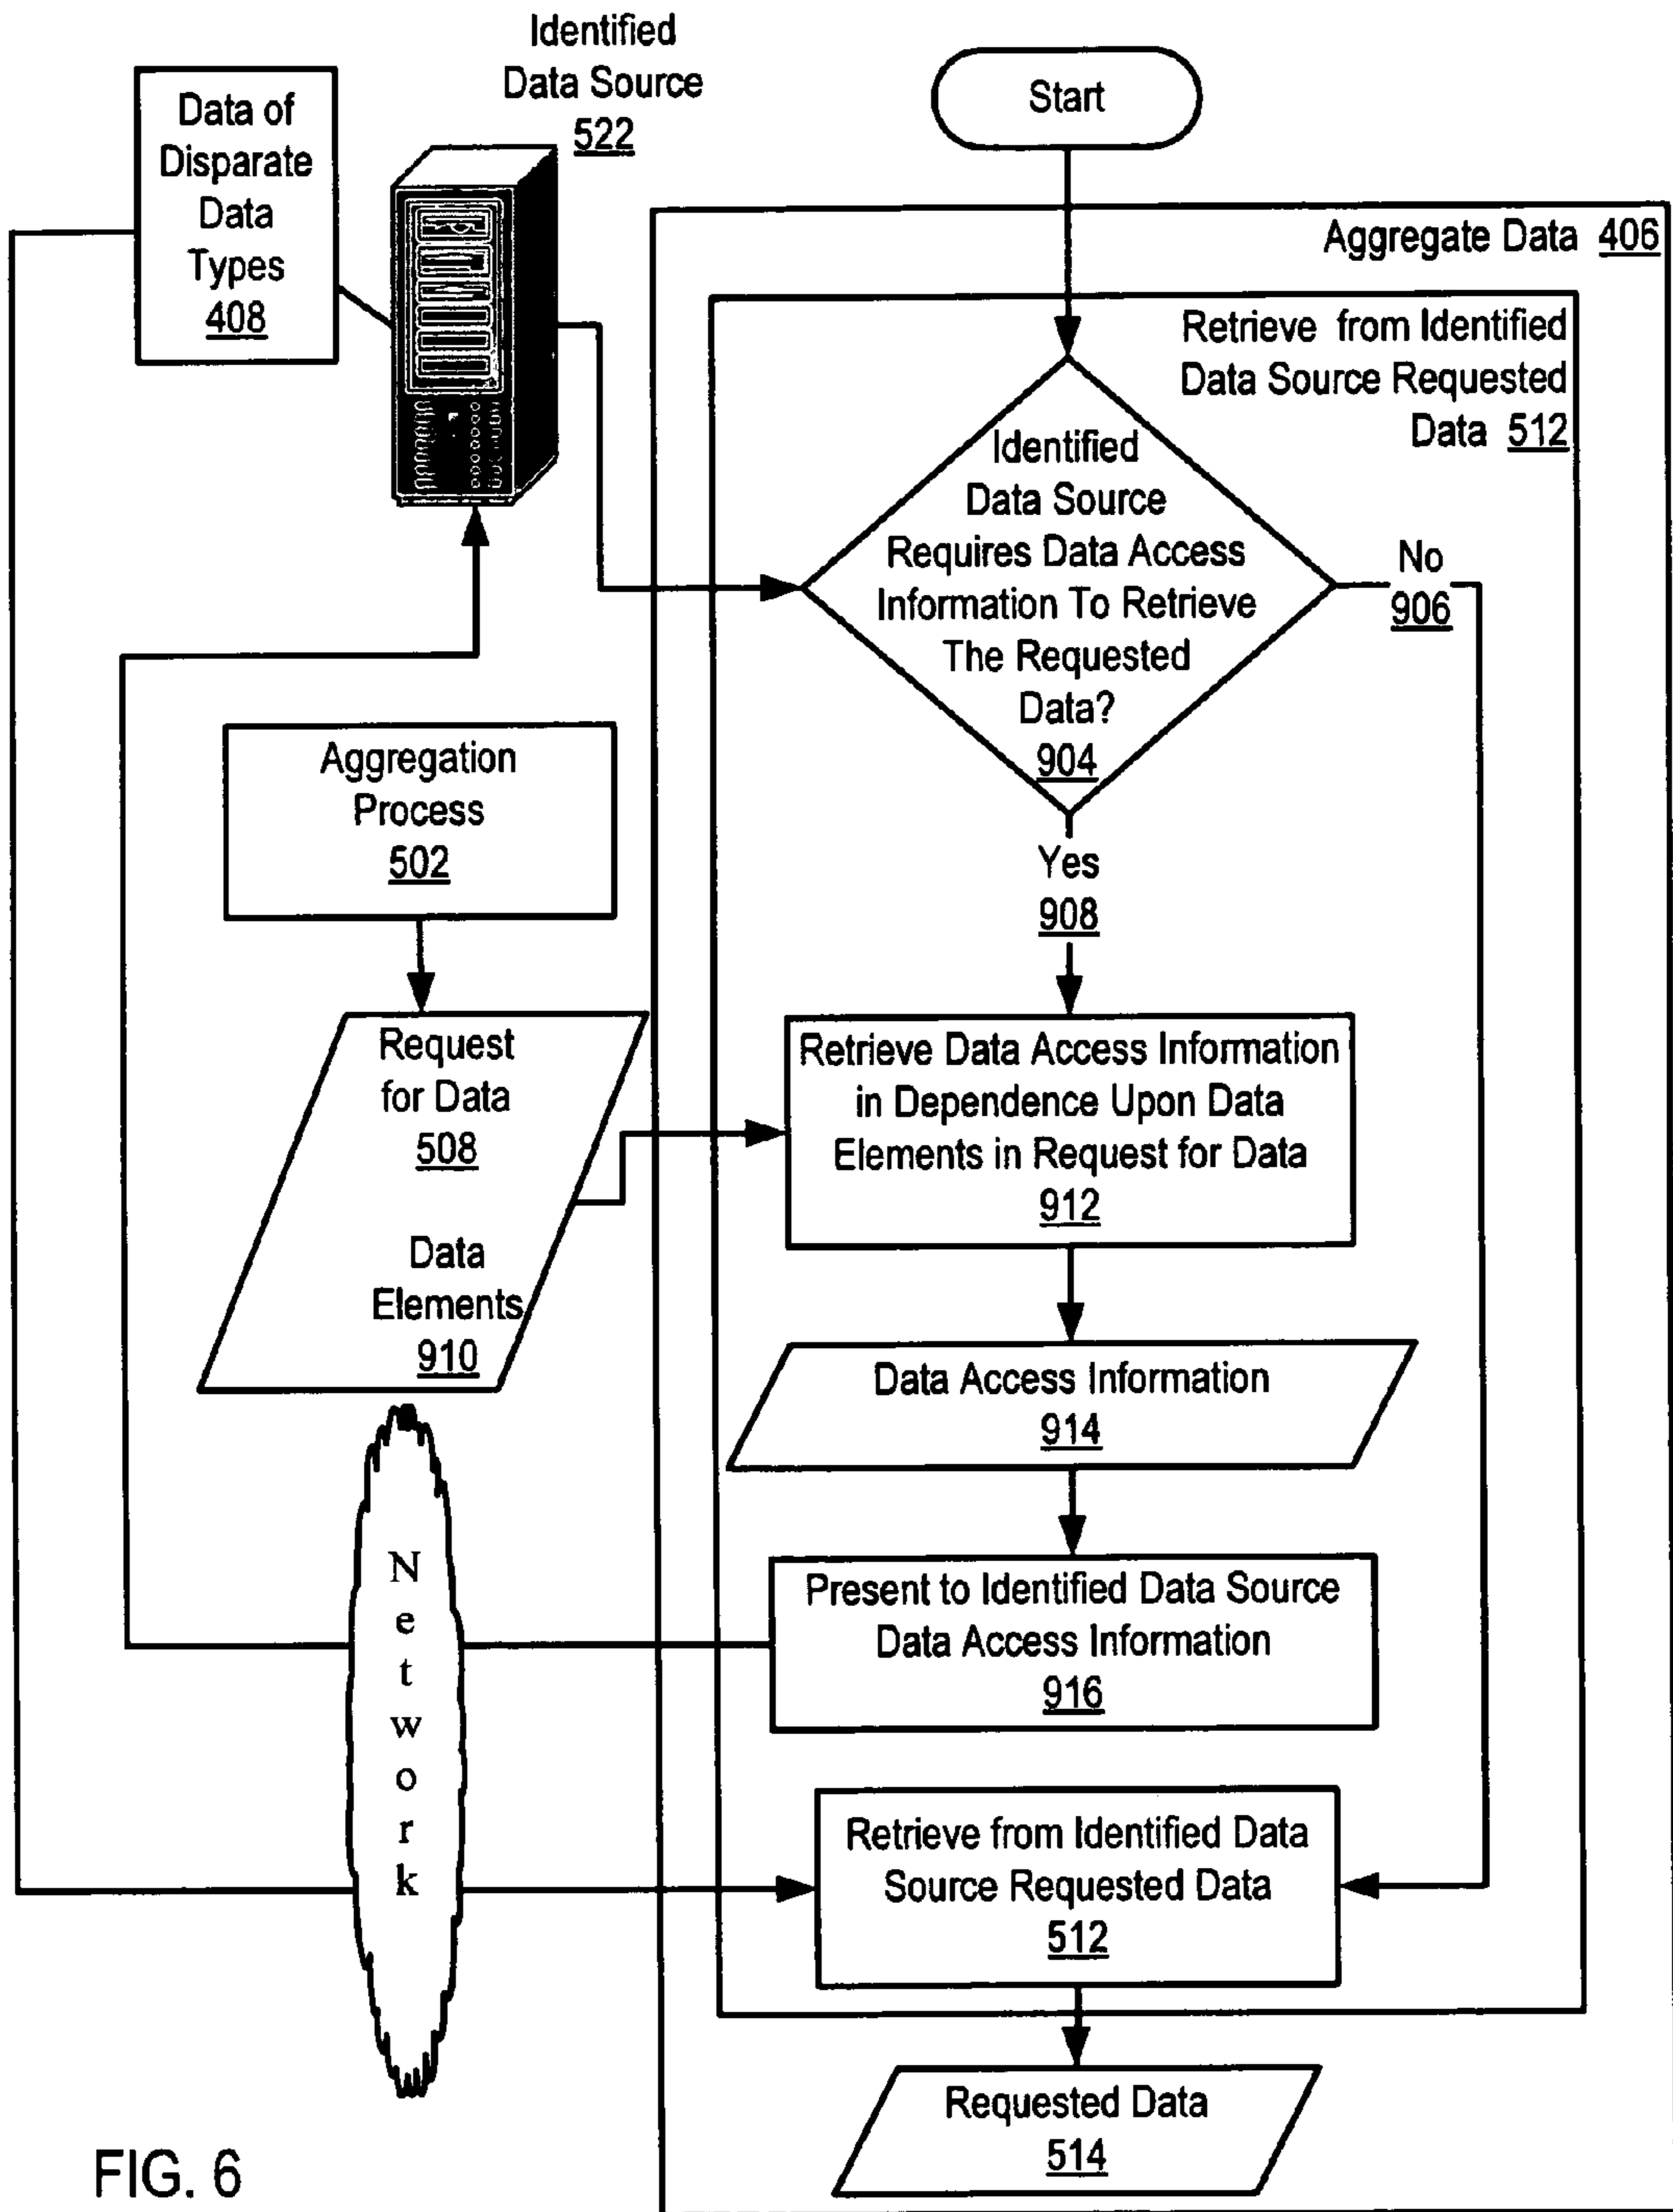 Identified
Data Source
522
Data of
Disparate
Data
Types
408
Start
Aggregate Data 406
Retrieve from Identified
Data Source Requested
Data 512
Identified
Data Source
Requires Data Access
Information To Retrieve
The Requested
Data?
904
No
906
Yes
908
Aggregation
Process
502
Request
for Data
508
Data
Elements
910
Retrieve Data Access Information
in Dependence Upon Data
Elements in Request for Data
912
Data Access Information
914
Present to Identified Data Source
Data Access Information
916
Network
Retrieve from Identified Data
Source Requested Data
512
Requested Data
514
FIG. 6